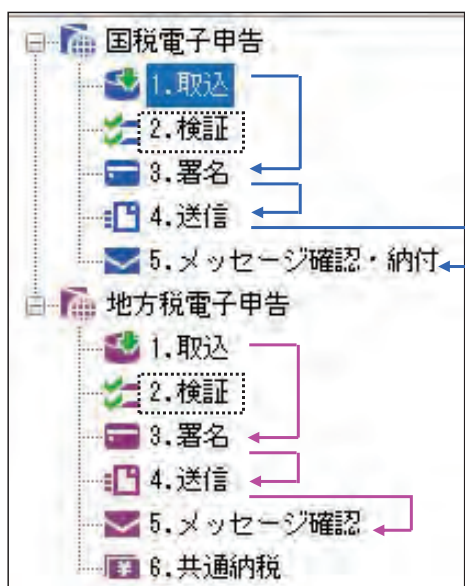 国税電子申告
1.取込
2.検証
3.署名
4.送信
5.メッセージ確認・納付
地方税電子申告
1.取込
2.検証
3.署名
4.送信
5.メッセージ確認
6.共通納税